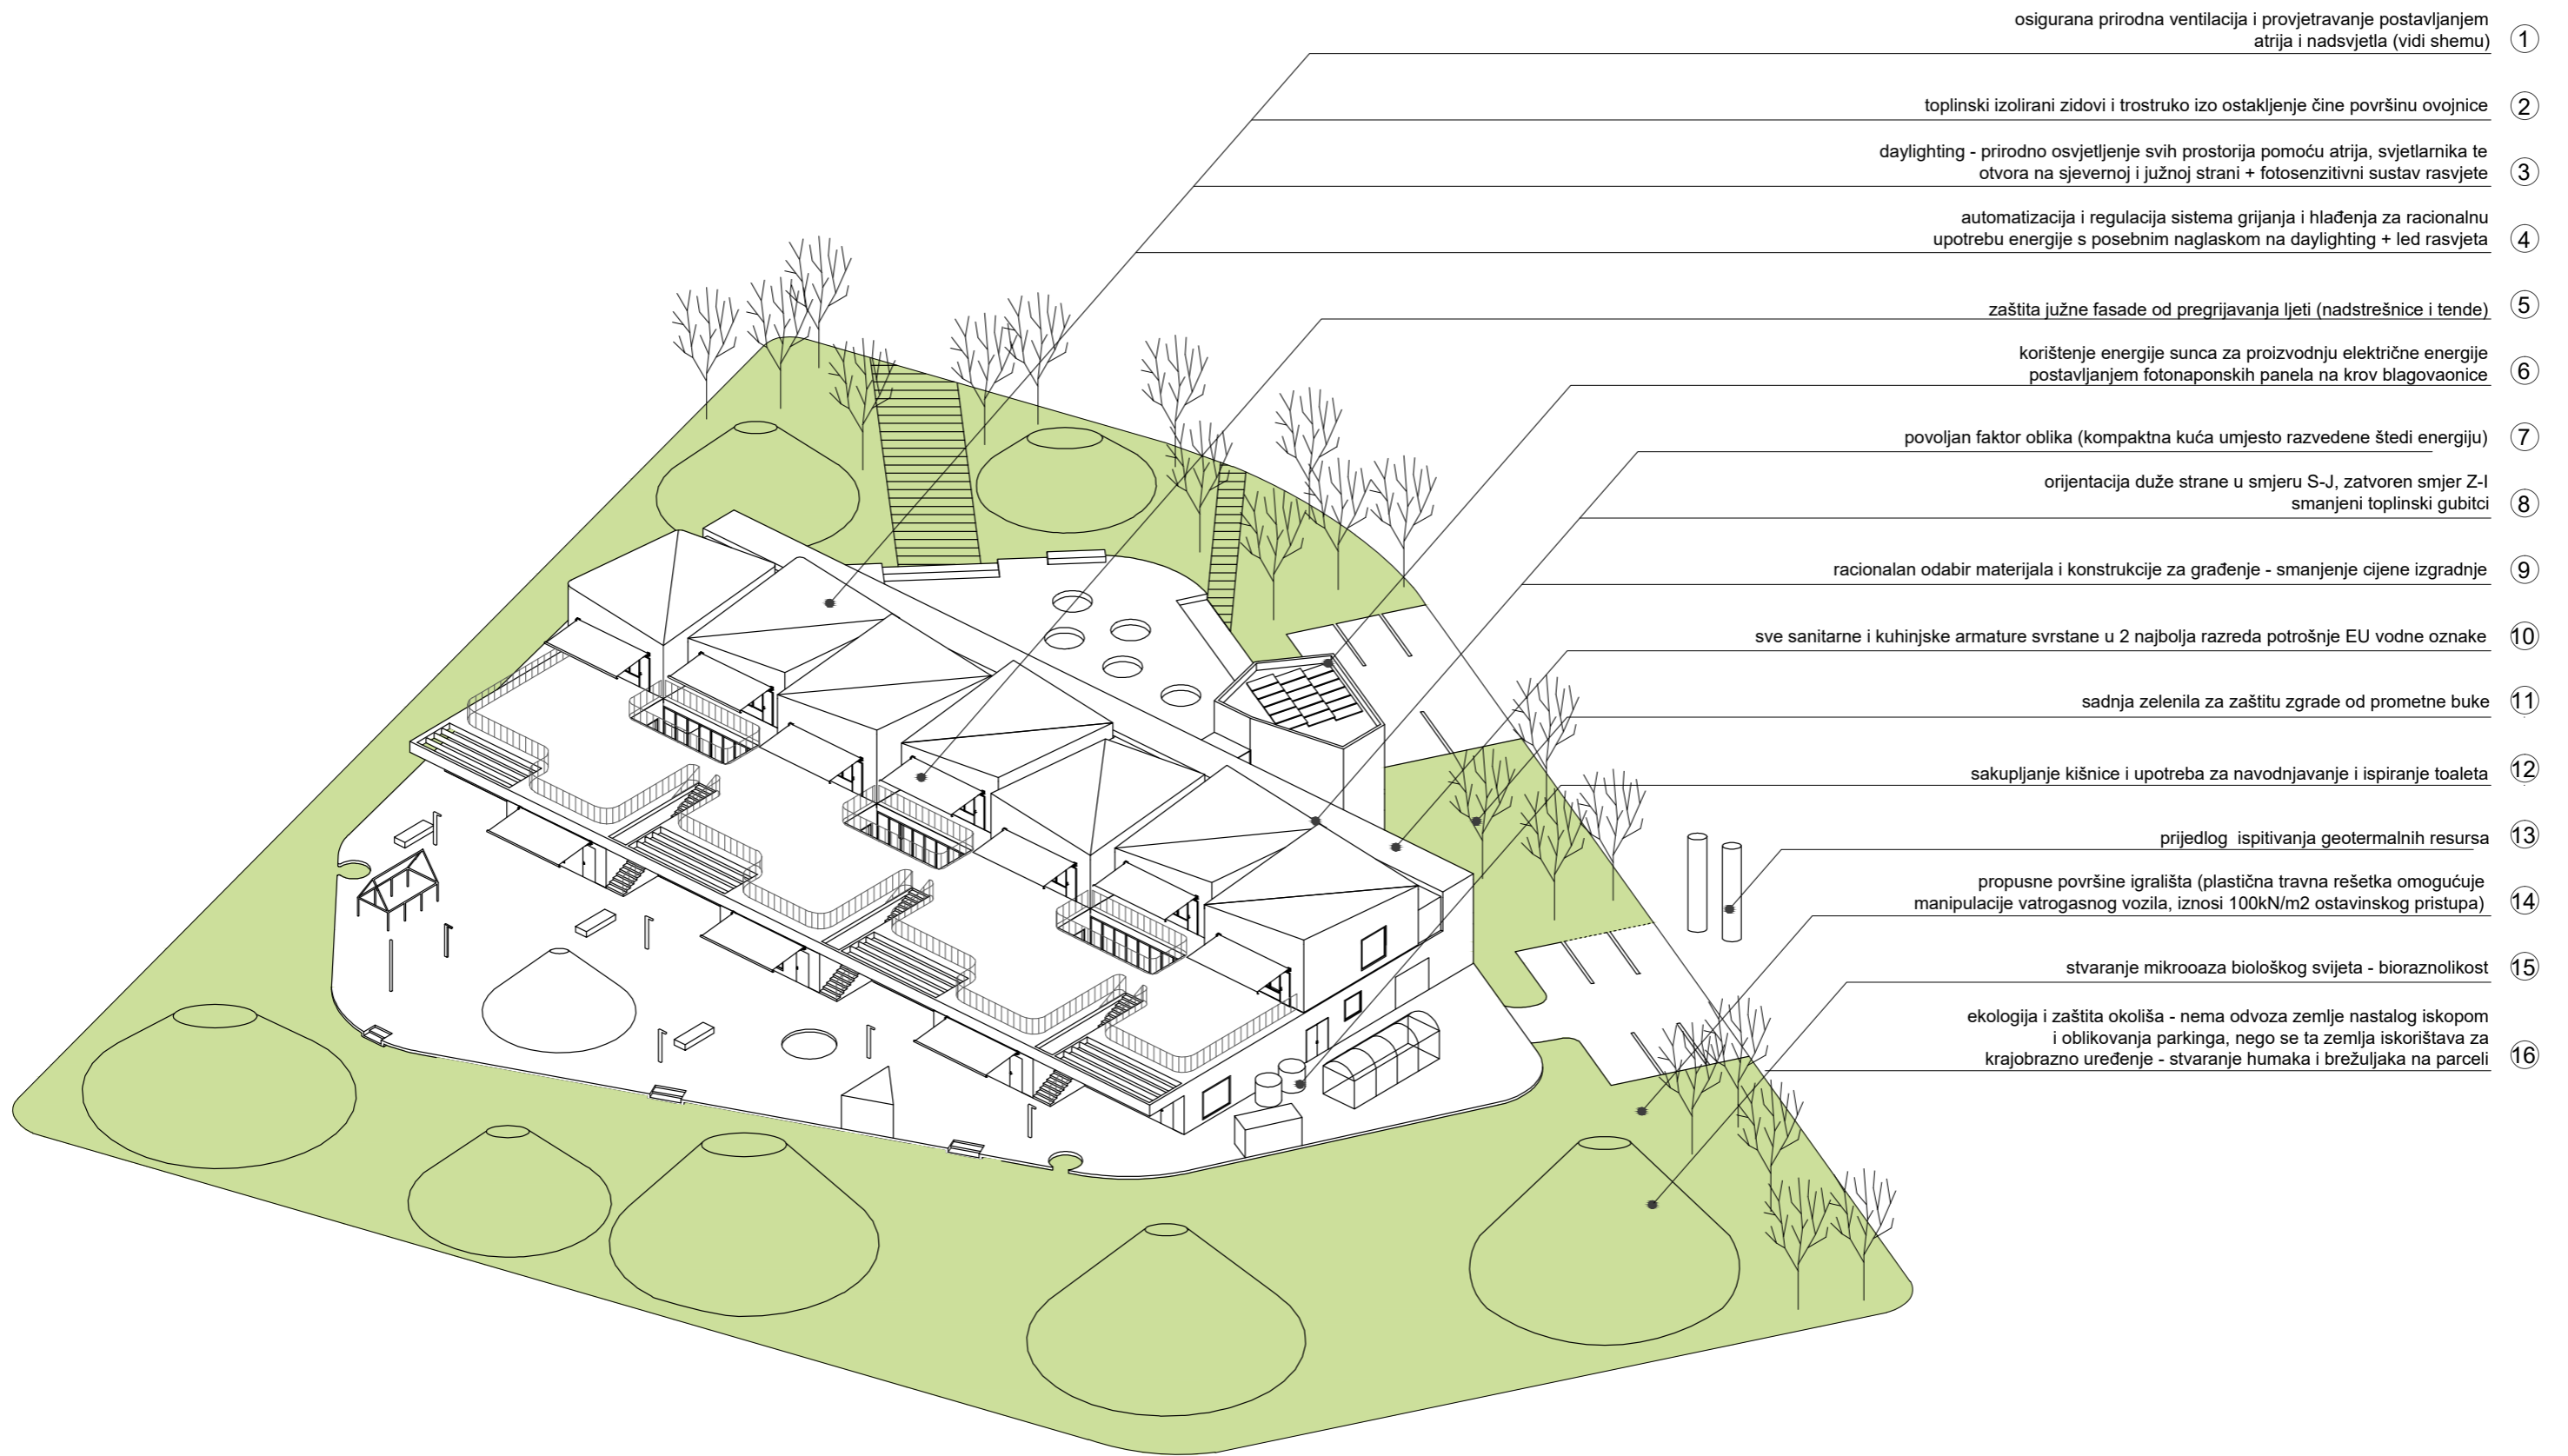 osigurana prirodna ventilacija i provjetravanje postavljanjem
atrija i nadsvjetla (vidi shemu)
1
toplinski izolirani zidovi i trostruko izo ostakljenje čine površinu ovojnice
2
daylighting - prirodno osvjetljenje svih prostorija pomoću atrija, svjetlarnika te
otvora na sjevernoj i južnoj strani + fotosenzitivni sustav rasvjete
3
automatizacija i regulacija sistema grijanja i hlađenja za racionalnu
upotrebu energije s posebnim naglaskom na daylighting + led rasvjeta
4
zaštita južne fasade od pregrijavanja ljeti (nadstrešnice i tende)
5
korištenje energije sunca za proizvodnju električne energije
postavljanjem fotonaponskih panela na krov blagovaonice
6
povoljan faktor oblika (kompaktna kuća umjesto razvedene štedi energiju)
7
orijentacija duže strane u smjeru S-J, zatvoren smjer Z-I
smanjeni toplinski gubitci
8
racionalan odabir materijala i konstrukcije za građenje - smanjenje cijene izgradnje
9
sve sanitarne i kuhinjske armature svrstane u 2 najbolja razreda potrošnje EU vodne oznake
10
sadnja zelenila za zaštitu zgrade od prometne buke
11
sakupljanje kišnice i upotreba za navodnjavanje i ispiranje toaleta
12
prijedlog ispitivanja geotermalnih resursa
13
propusne površine igrališta (plastična travna rešetka omogućuje
manipulacije vatrogasnog vozila, iznosi 100kN/m2 ostavinskog pristupa)
14
stvaranje mikrooaza biološkog svijeta - bioraznolikost
15
ekologija i zaštita okoliša - nema odvoza zemlje nastalog iskopom
i oblikovanja parkinga, nego se ta zemlja iskorištava za
krajobrazno uređenje - stvaranje humaka i brežuljaka na parceli
16